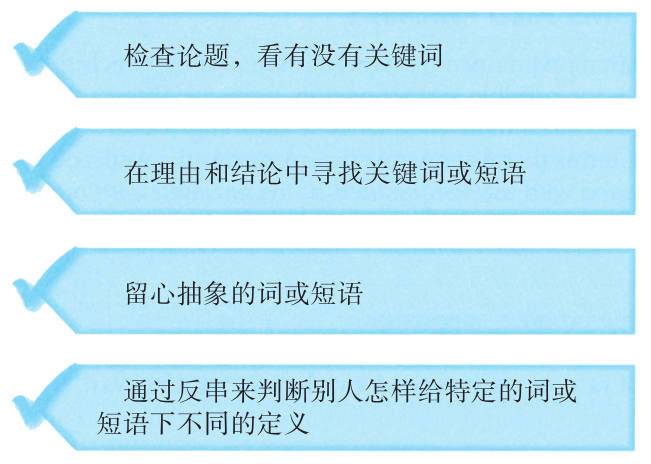 检查论题，看有没有关键词
在理由和结论中寻找关键词或短语
留心抽象的词或短语
通过反串来判断别人怎样给特定的词或
短语下不同的定义